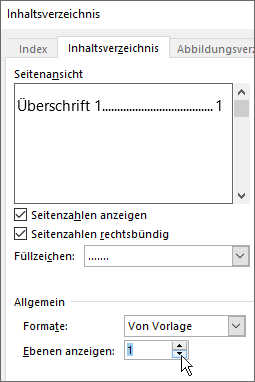 Inhaltsverzeichnis
Index Inhaltsverzeichnis Abbildungsverz
Seitenansicht
Überschrift 1..................................... 1
Seitenzahlen anzeigen
Seitenzahlen rechtsbündig
Füllzeichen: .......
Allgemein
Formate: Von Vorlage
Ebenen anzeigen: 1